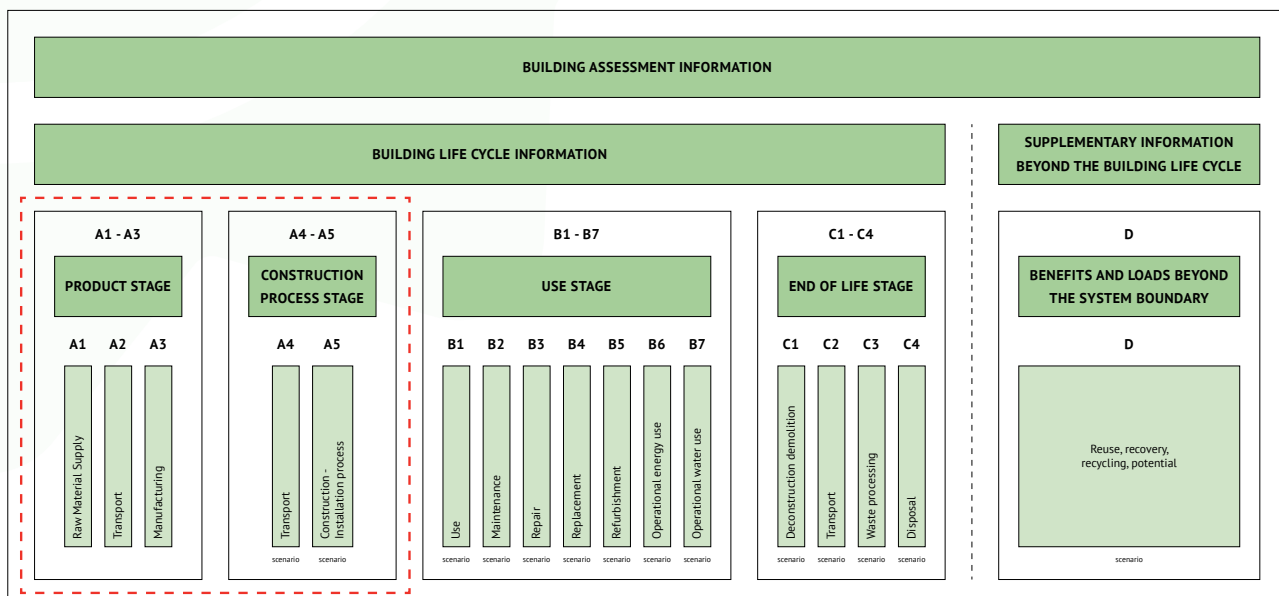 BUILDING ASSESSMENT INFORMATION
BUILDING LIFE CYCLE INFORMATION
SUPPLEMENTARY INFORMATION
BEYOND THE BUILDING LIFE CYCLE
A1 - A3
PRODUCT STAGE
A1
A2
A3
Raw Material Supply
Transport
Manufacturing
A4 - A5
CONSTRUCTION
PROCESS STAGE
A4
A5
Transport
Construction -
Installation process
scenario
scenario
B1 - B7
USE STAGE
B1
B2
B3
B4
B5
B6
B7
Use
Maintenance
Repair
Replacement
Refurbishment
Operational energy use
Operational water use
scenario
scenario
scenario
scenario
scenario
scenario
scenario
C1 - C4
END OF LIFE STAGE
C1
C2
C3
C4
Deconstruction demolition
Transport
Waste processing
Disposal
scenario
scenario
scenario
scenario
D
BENEFITS AND LOADS BEYOND
THE SYSTEM BOUNDARY
D
Reuse, recovery,
recycling, potential
scenario